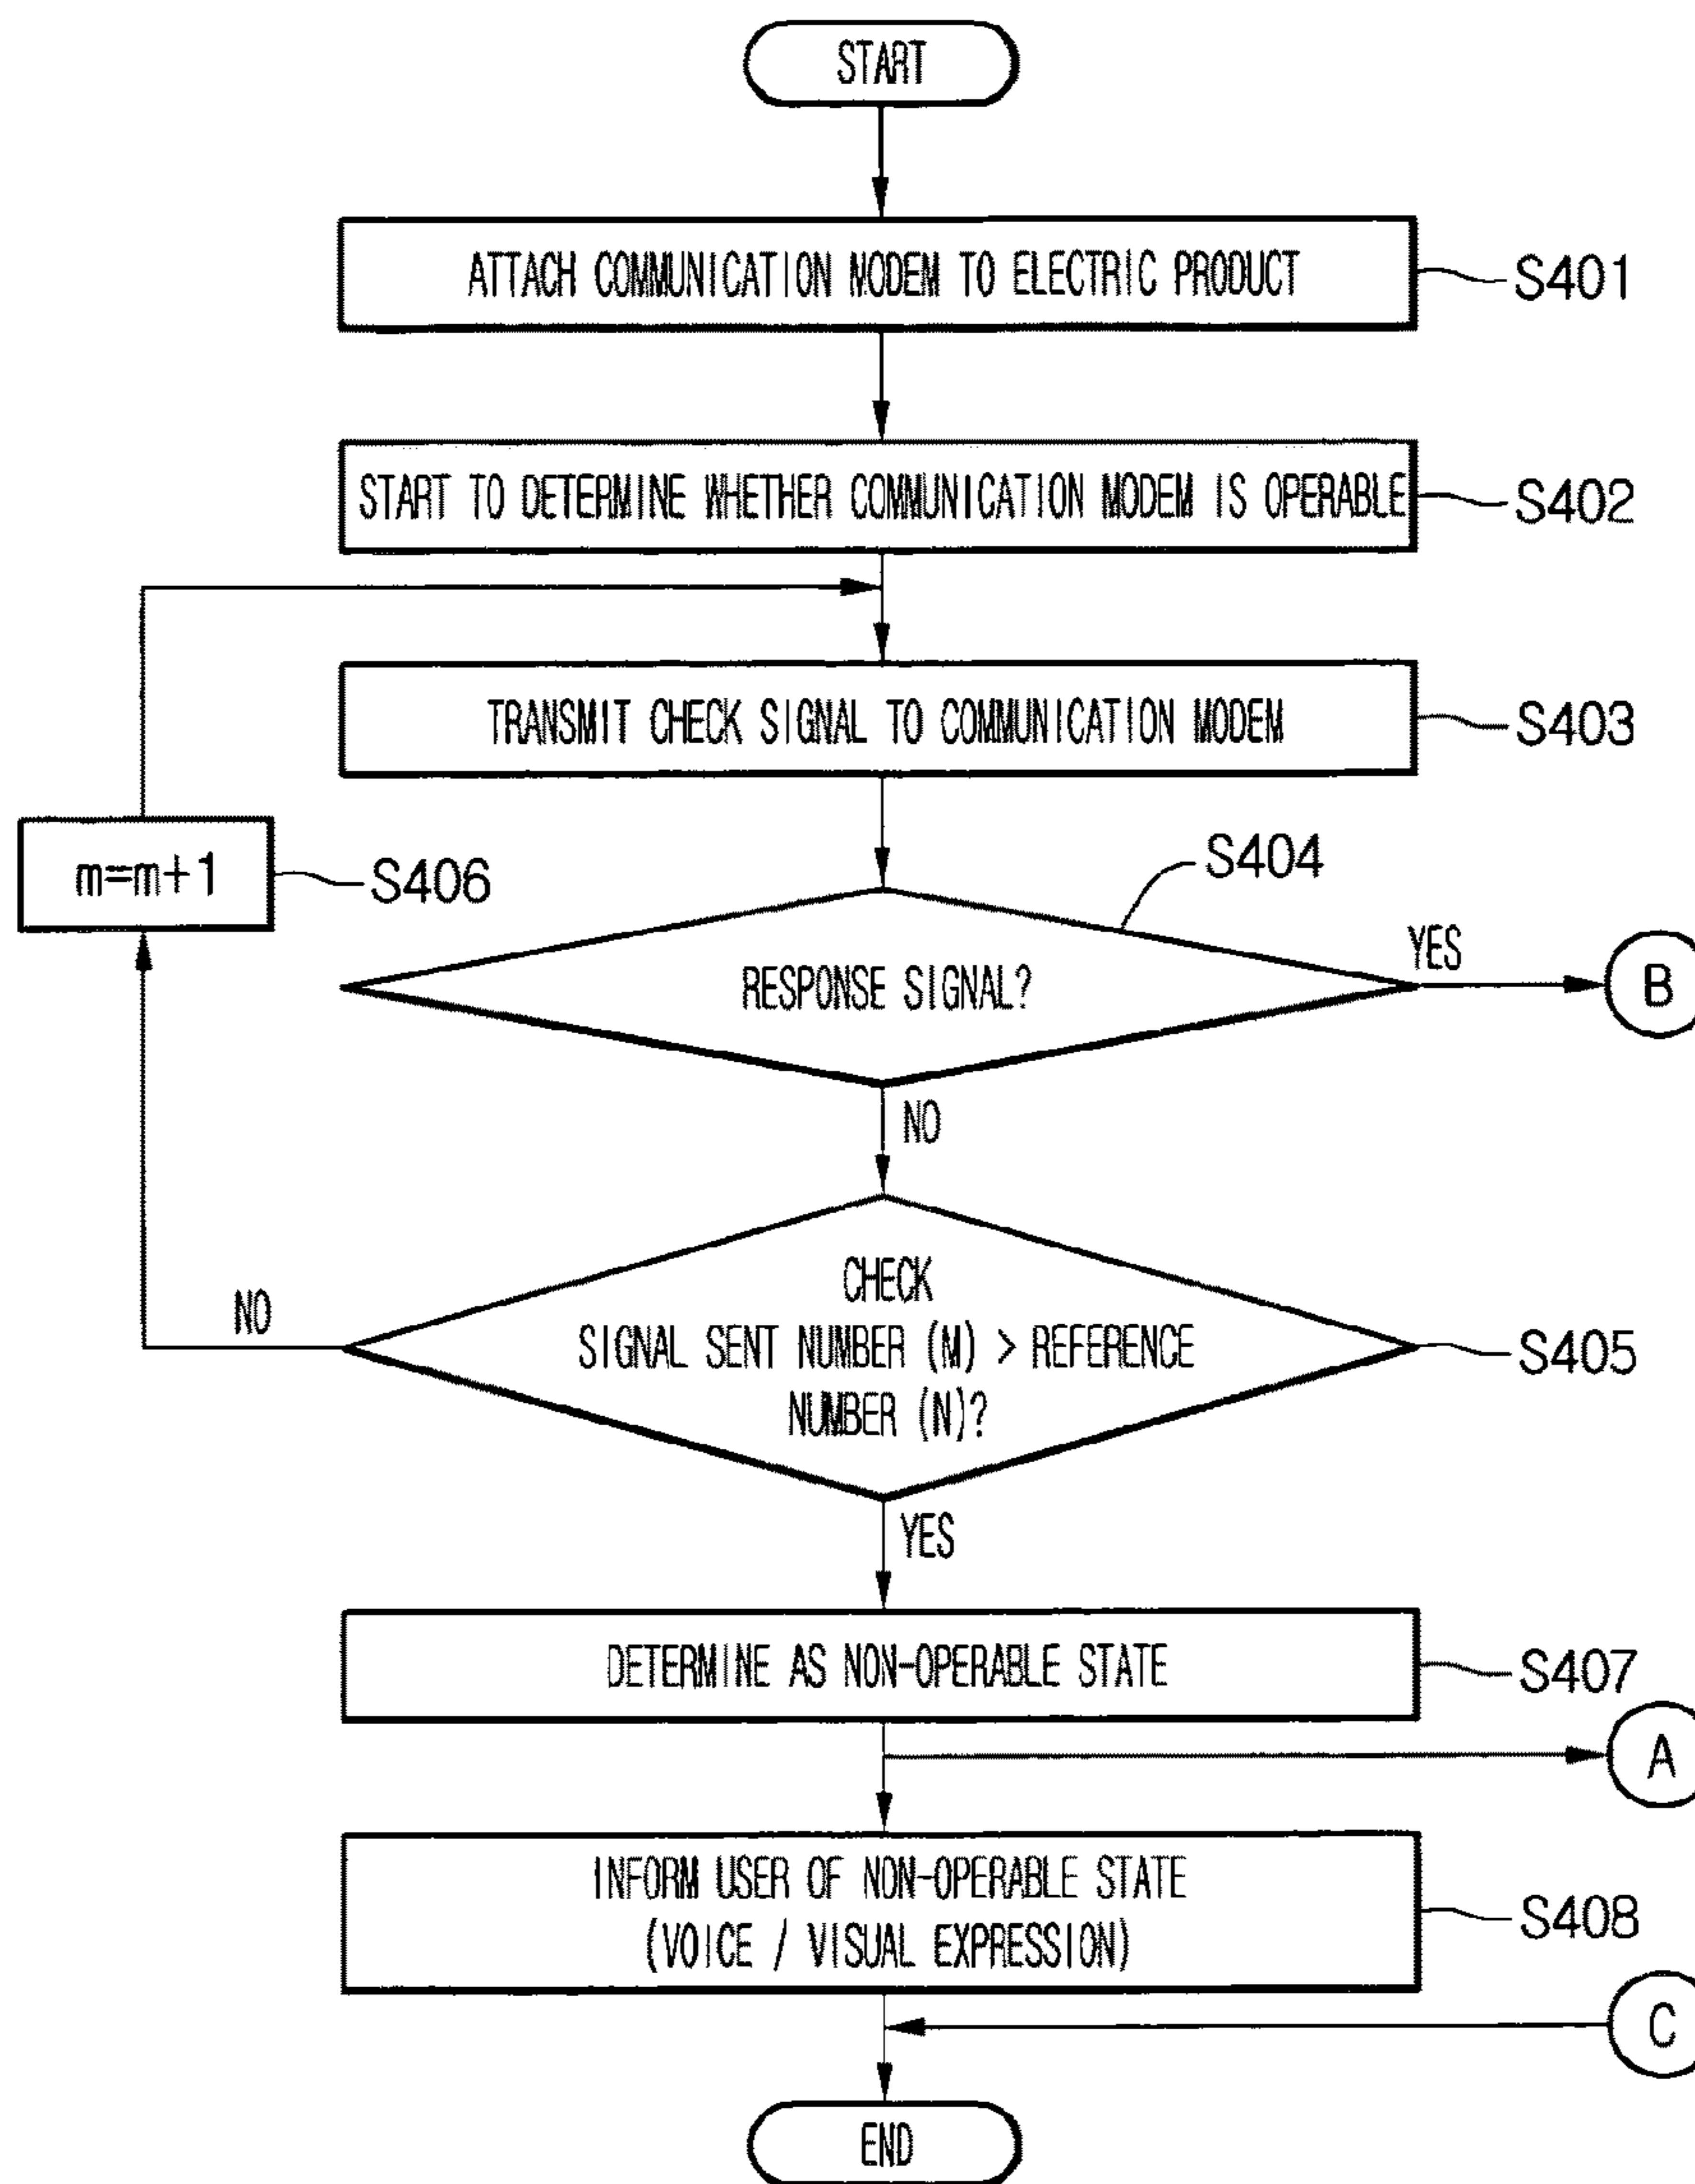 START
ATTACH COMMUNICATION MODEM TO ELECTRIC PRODUCT
S401
START TO DETERMINE WHETHER COMMUNICATION MODEM IS OPERABLE
S402
TRANSMIT CHECK SIGNAL TO COMMUNICATION MODEM
S403
m=m+1
S406
S404
RESPONSE SIGNAL?
YES
B
NO
CHECK
SIGNAL SENT NUMBER (M) > REFERENCE
NUMBER (N)?
S405
NO
YES
DETERMINE AS NON-OPERABLE STATE
S407
A
INFORM USER OF NON-OPERABLE STATE
(VOICE / VISUAL EXPRESSION)
S408
C
END